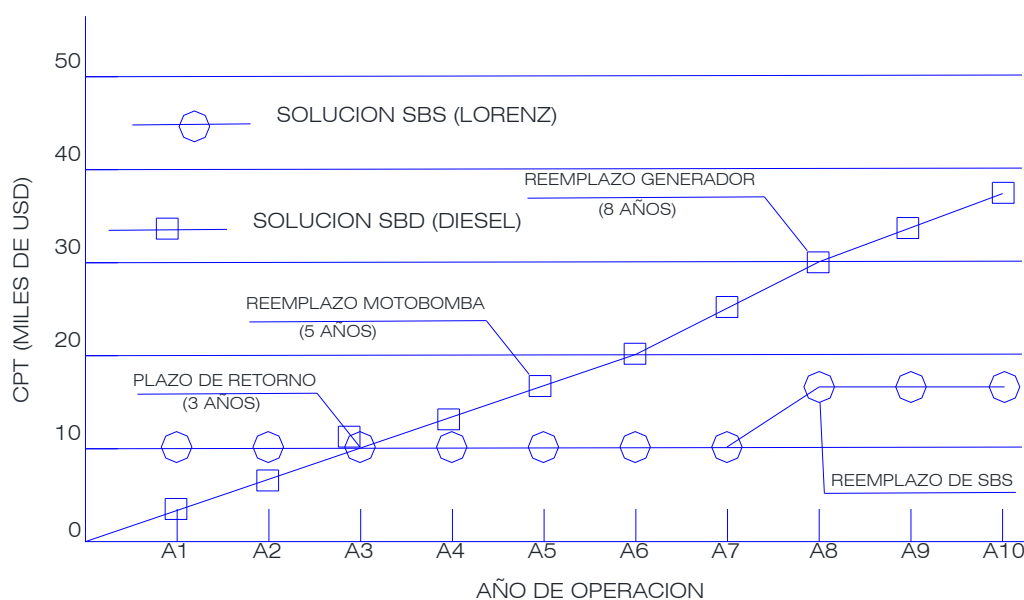 50
SOLUCION SBS (LORENZ)
40
REEMPLAZO GENERADOR
(8 AÑOS)
SOLUCION SBD (DIESEL)
30
REEMPLAZO MOTOBOMBA
(5 AÑOS)
20
PLAZO DE RETORNO
(3 AÑOS)
10
REEMPLAZO DE SBS
0
A1 A2 A3 A4 A5 A6 A7 A8 A9 A10
AÑO DE OPERACION
CPT (MILES DE USD)